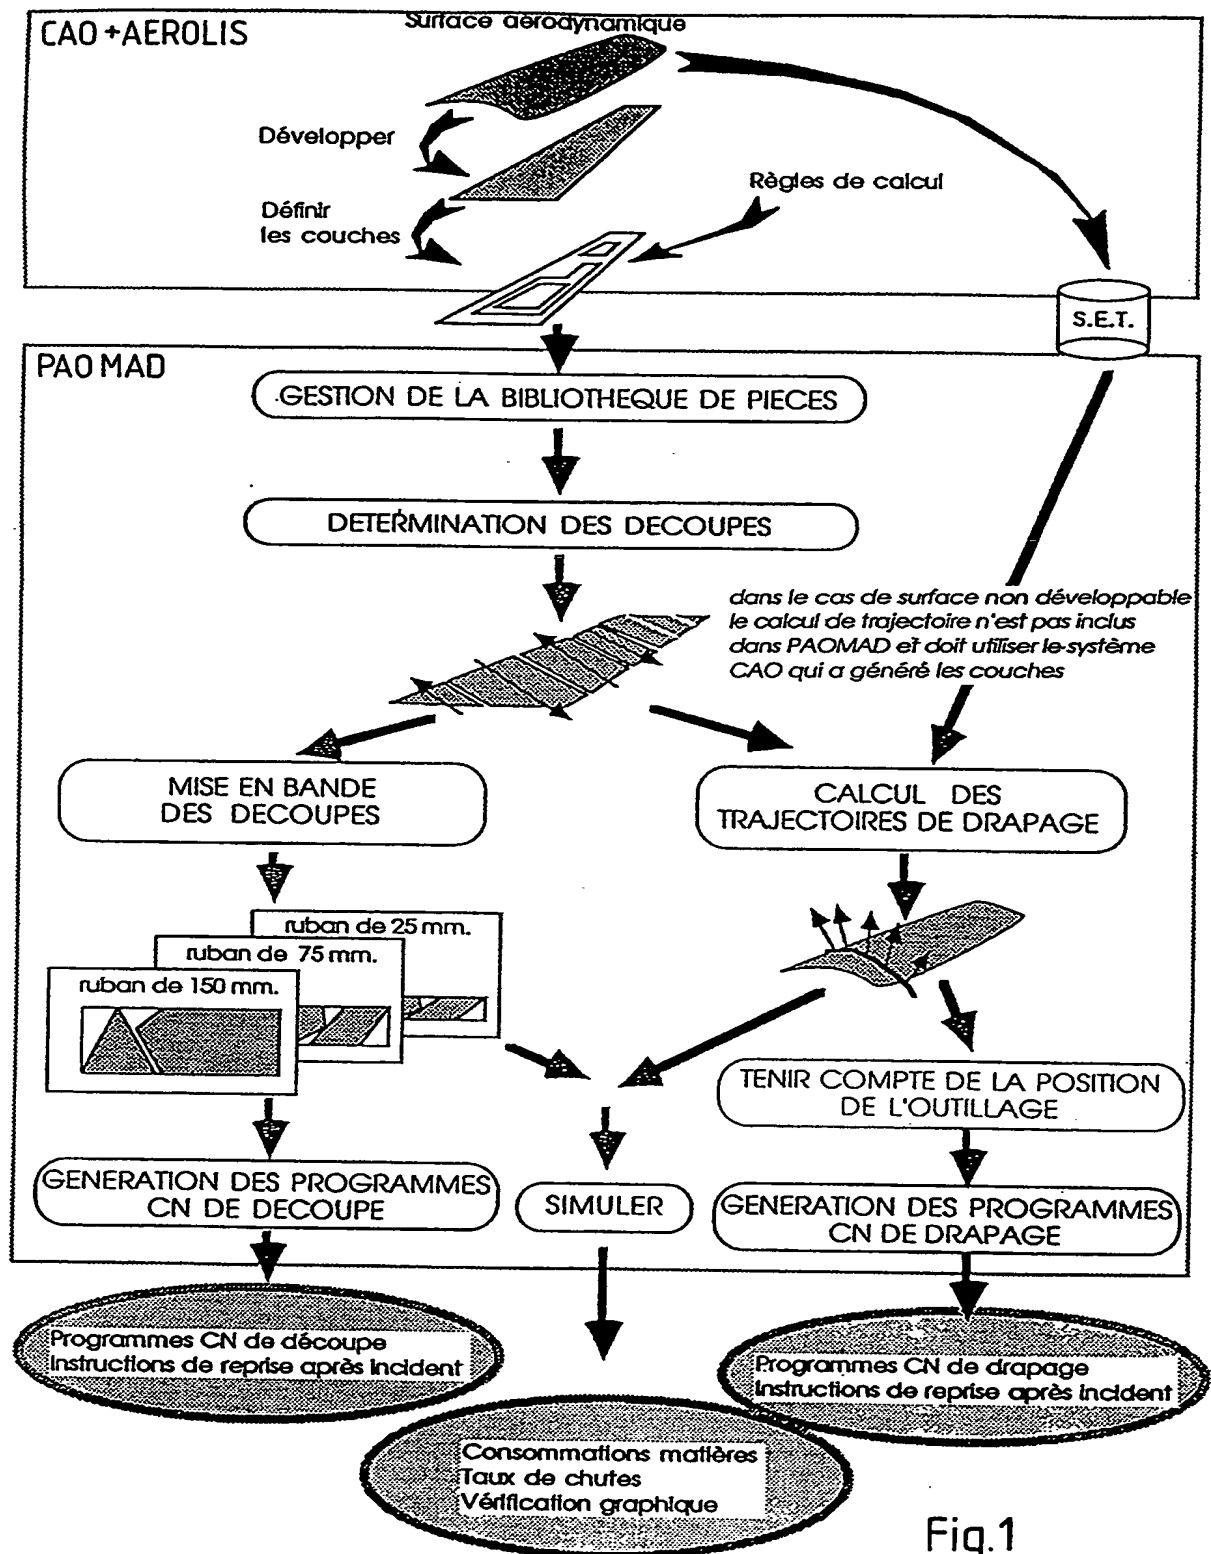 CAO+AEROLIS
Surface aérodynamique
Développer
Règles de calcul
Définir
les couches
S.E.T.
PAO MAD
GESTION DE LA BIBLIOTHEQUE DE PIECES
DETERMINATION DES DECOUPES
dans le cas de surface non développable
le calcul de trajectoire n'est pas inclus
dans PAOMAD et doit utiliser le système
CAO qui a généré les couches
MISE EN BANDE
DES DECOUPES
CALCUL DES
TRAJECTOIRES DE DRAPAGE
ruban de 25 mm.
ruban de 75 mm.
ruban de 150 mm.
TENIR COMPTE DE LA POSITION
DE L'OUTILLAGE
GENERATION DES PROGRAMMES
CN DE DECOUPE
SIMULER
GENERATION DES PROGRAMMES
CN DE DRAPAGE
Programmes CN de découpe
Instructions de reprise après incident
Programmes CN de drapage
Instructions de reprise après incident
Consommations matières
Taux de chutes
Vérification graphique
Fig.1